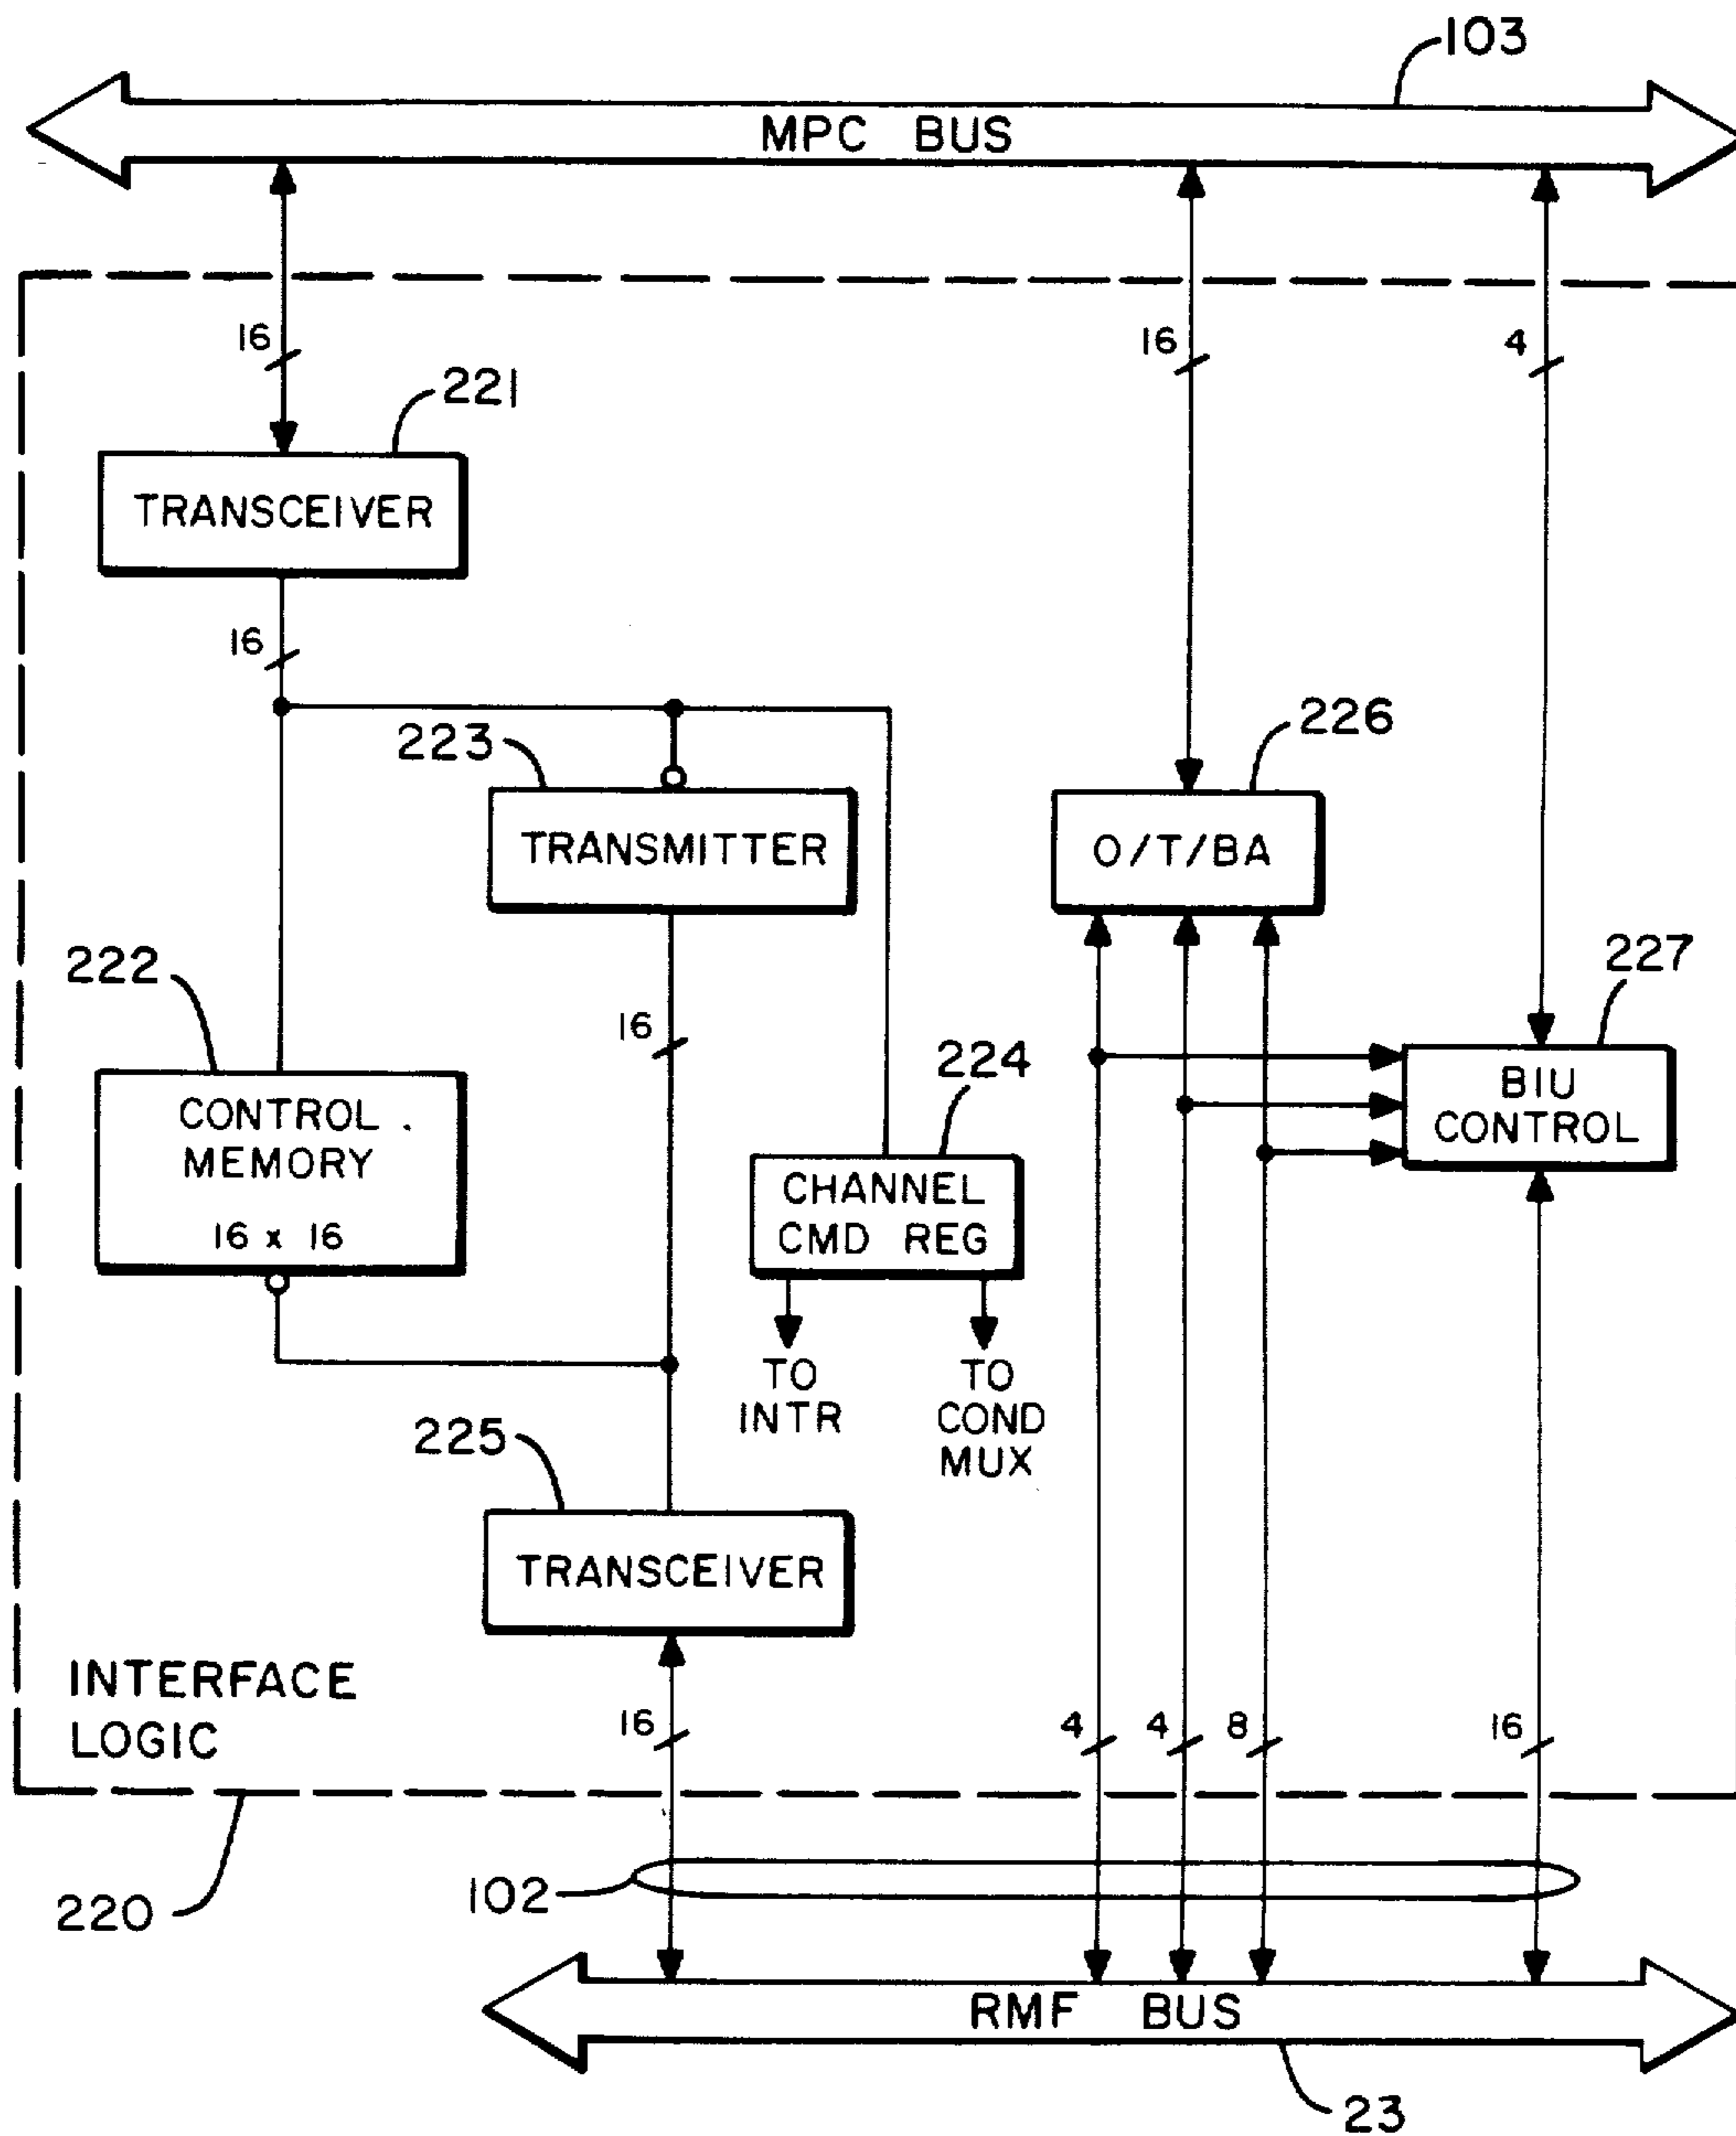 103
MPC BUS
16
16
4
221
TRANSCEIVER
16
223
226
TRANSMITTER
O/T/BA
222
16
224
227
CONTROL
MEMORY
16 x 16
BIU
CONTROL
CHANNEL
CMD REG
TO
INTR
TO
COND
MUX
225
TRANSCEIVER
INTERFACE
LOGIC
16
4
4
8
16
220
102
RMF BUS
23